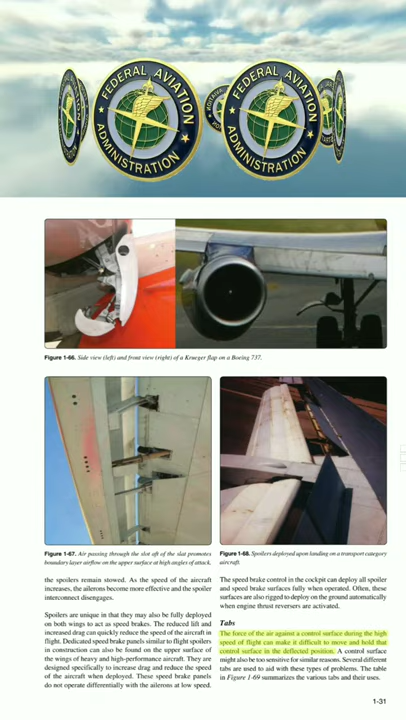 FEDERAL AVIATION
ADMINISTRATION
FEDERAL AVIATION
ADMINISTRATION
Figure 1-66. Side view (left) and front view (right) of a Krueger flap on a Boeing 737.
Figure 1-67. Air passing through the slot aft of the slat promotes
boundary layer airflow on the upper surface at high angles of attack.
Figure 1-68. Spoilers deployed upon landing on a transport category
aircraft.
the spoilers remain stowed. As the speed of the aircraft
increases, the ailerons become more effective and the spoiler
interconnect disengages.
Spoilers are unique in that they may also be fully deployed
on both wings to act as speed brakes. The reduced lift and
increased drag can quickly reduce the speed of the aircraft in
flight. Dedicated speed brake panels similar to flight spoilers
in construction can also be found on the upper surface of
the wings of heavy and high-performance aircraft. They are
designed specifically to increase drag and reduce the speed
of the aircraft when deployed. These speed brake panels
do not operate differentially with the ailerons at low speed.
The speed brake control in the cockpit can deploy all spoiler
and speed brake surfaces fully when operated. Often, these
surfaces are also rigged to deploy on the ground automatically
when engine thrust reversers are activated.
Tabs
The force of the air against a control surface during the high
speed of flight can make it difficult to move and hold that
control surface in the deflected position. A control surface
might also be too sensitive for similar reasons. Several different
tabs are used to aid with these types of problems. The table
in Figure 1-69 summarizes the various tabs and their uses.
1-31